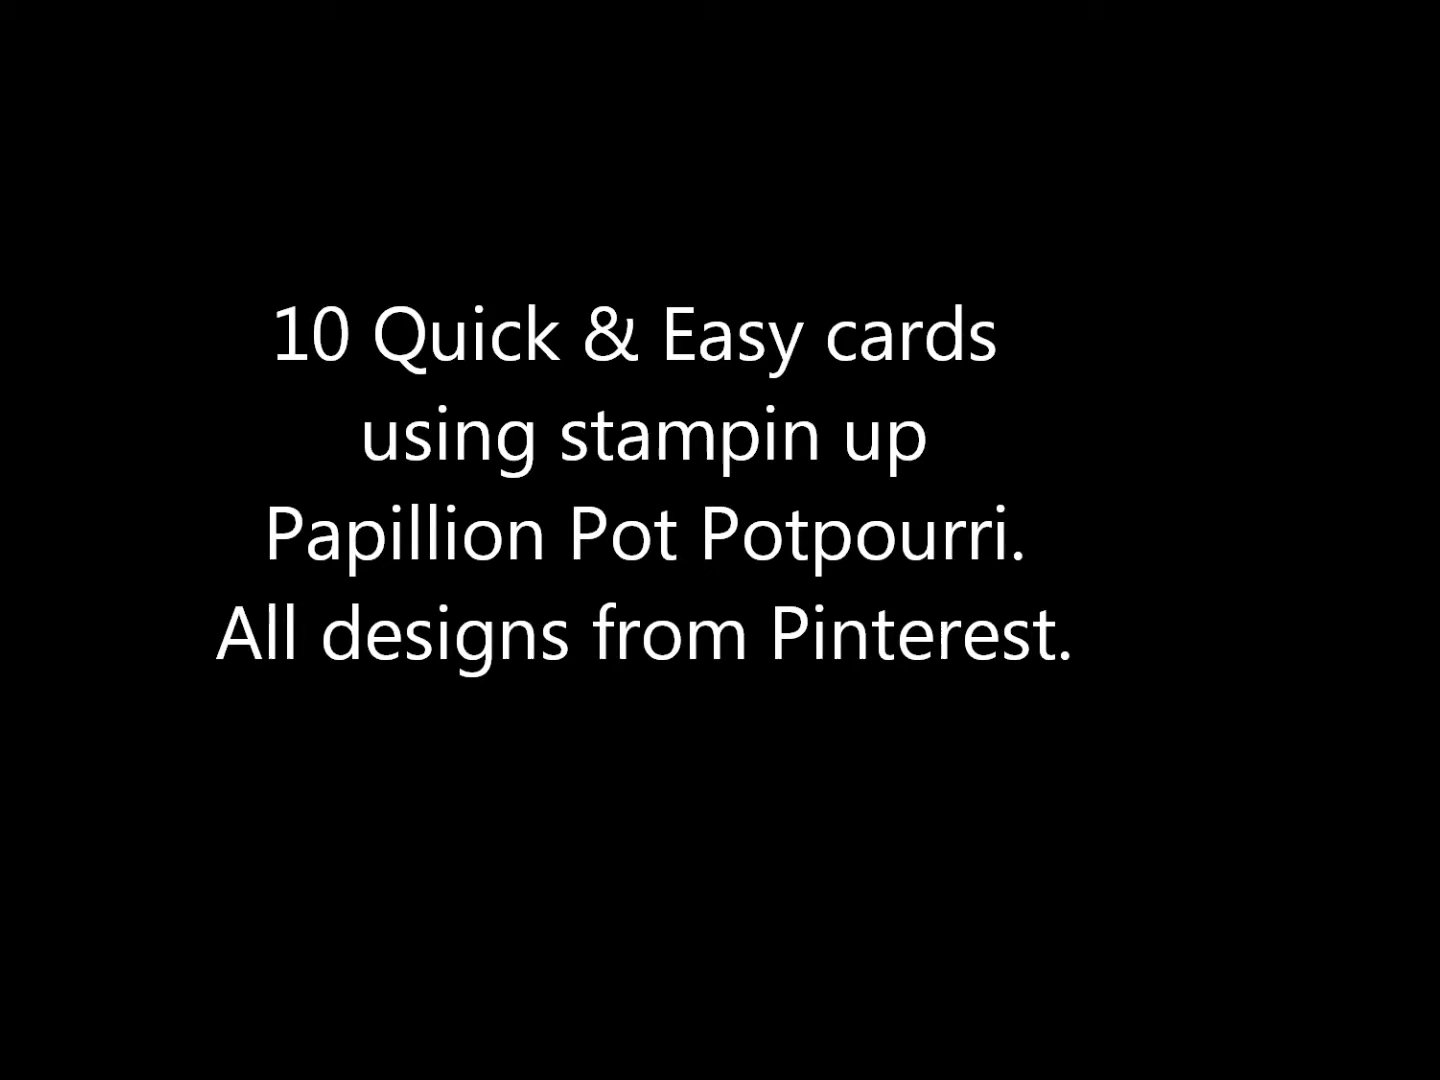 10 Quick & Easy cards
using stampin up
Papillion Pot Potpourri.
All designs from Pinterest.